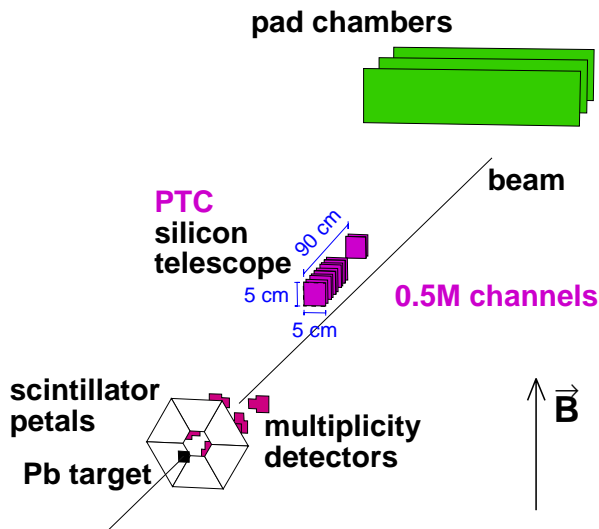 pad chambers
beam
PTC
silicon
telescope
90 cm
5 cm
5 cm
0.5M channels
scintillator
petals
multiplicity
detectors
Pb target
B